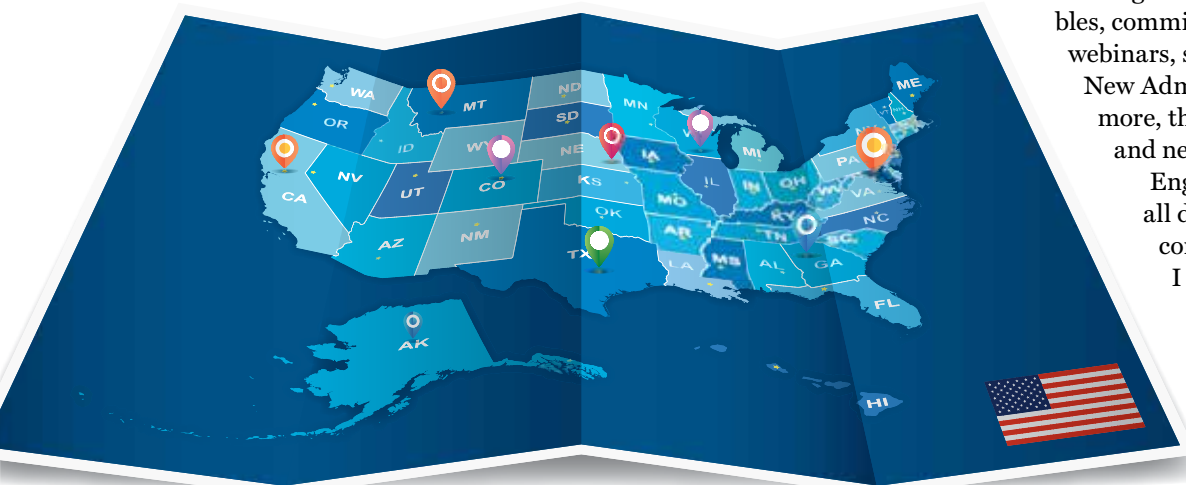 bles, commi
webinars, s
New Adm
more, th
and ne
Eng
all d
co
I
WA
OR
CA
NV
ID
MT
WY
UT
CO
AZ
NM
ND
SD
NE
KS
OK
TX
MN
IA
MO
AR
LA
MS
IL
MI
IN
OH
KY
TN
AL
GA
FL
SC
NC
VA
WV
PA
ME
AK
HI